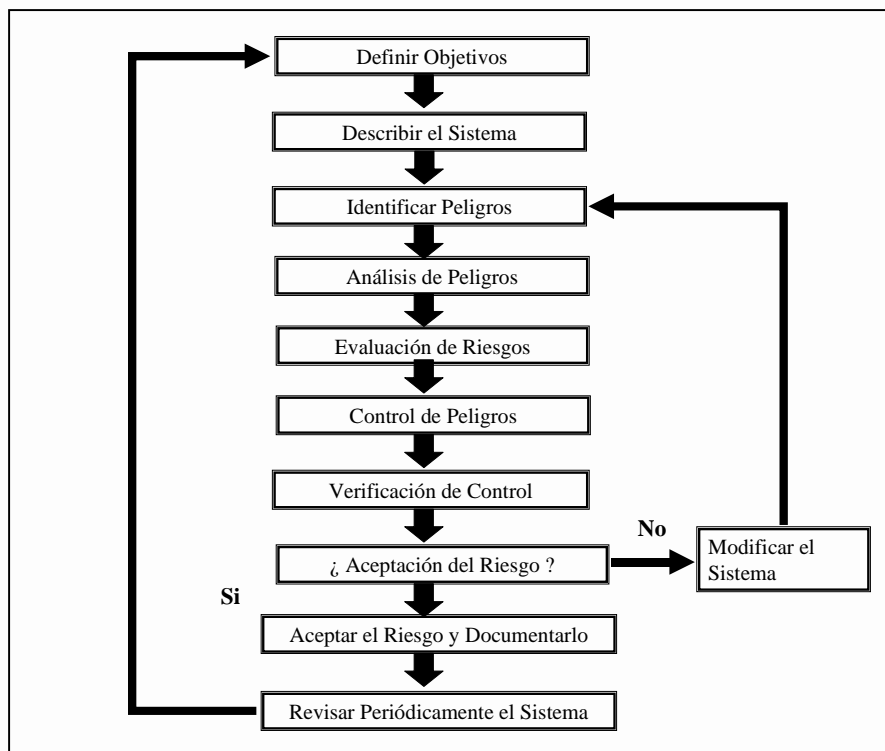 Definir Objetivos
Describir el Sistema
Identificar Peligros
Análisis de Peligros
Evaluación de Riesgos
Control de Peligros
Verificación de Control
No
Modificar el
Sistema
¿ Aceptación del Riesgo ?
Si
Aceptar el Riesgo y Documentarlo
Revisar Periódicamente el Sistema